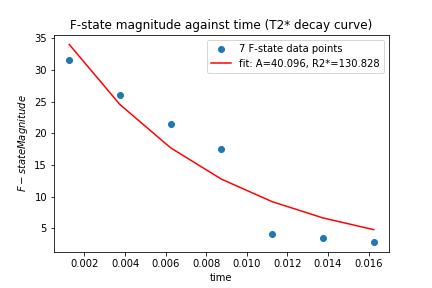 F-state magnitude against time (T2* decay curve)
7 F-state data points
fit: A=40.096, R2*=130.828
F − stateMagnitude
35
30
25
20
15
10
5
0.002 0.004 0.006 0.008 0.010 0.012 0.014 0.016
time